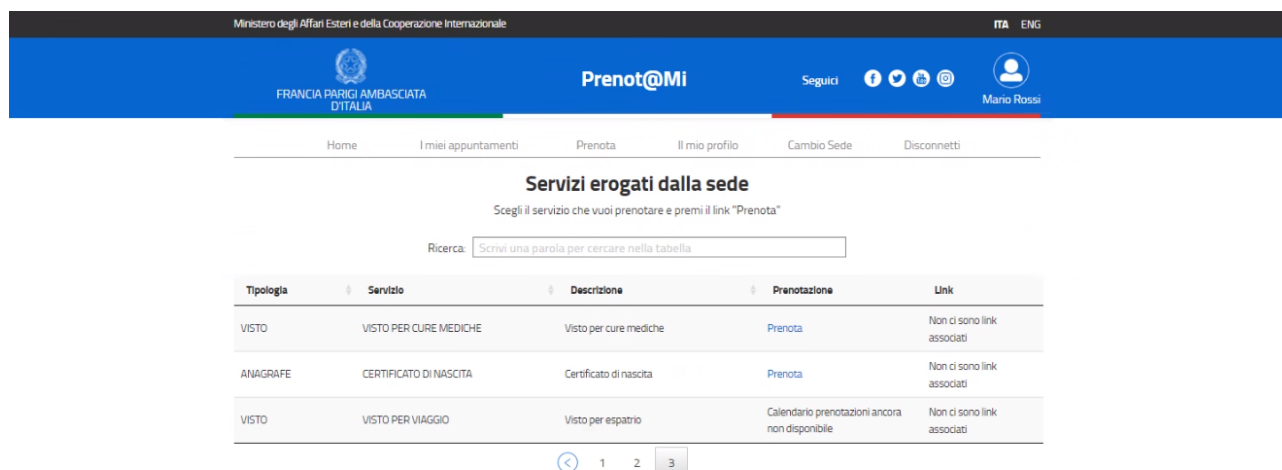 Ministero degli Affari Esteri e della Cooperazione Internazionale ITA ENG
FRANCIA PARIGI AMBASCIATA
D'ITALIA
Prenot@Mi
Seguici
Mario Rossi
Home I miei appuntamenti Prenota Il mio profilo Cambio Sede Disconnetti
Servizi erogati dalla sede
Scegli il servizio che vuoi prenotare e premi il link "Prenota"
Ricerca: Scrivi una parola per cercare nella tabella
Tipologia Servizio Descrizione Prenotazione Link
VISTO VISTO PER CURE MEDICHE Visto per cure mediche Prenota Non ci sono link
associati
ANAGRAFE CERTIFICATO DI NASCITA Certificato di nascita Prenota Non ci sono link
associati
VISTO VISTO PER VIAGGIO Visto per espatrio Calendario prenotazioni ancora Non ci sono link
non disponibile associati
1 2 3